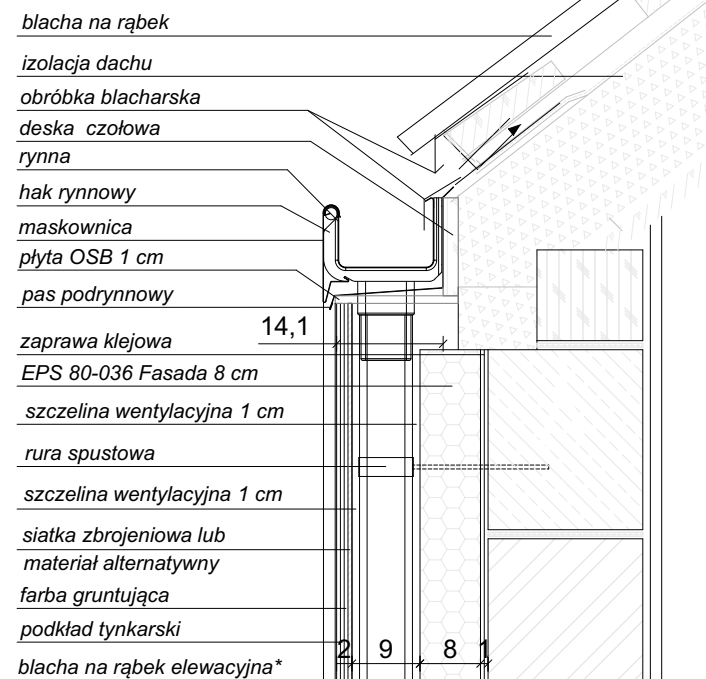 blacha na rąbek
izolacja dachu
obróbka blacharska
deska czołowa
rynna
hak rynnowy
maskownica
płyta OSB 1 cm
pas podrynnowy
14,1
zaprawa klejowa
EPS 80-036 Fasada 8 cm
szczelina wentylacyjna 1 cm
rura spustowa
szczelina wentylacyjna 1 cm
siatka zbrojeniowa lub
materiał alternatywny
farba gruntująca
podkład tynkarski
2 9 8 1
blacha na rąbek elewacyjna*